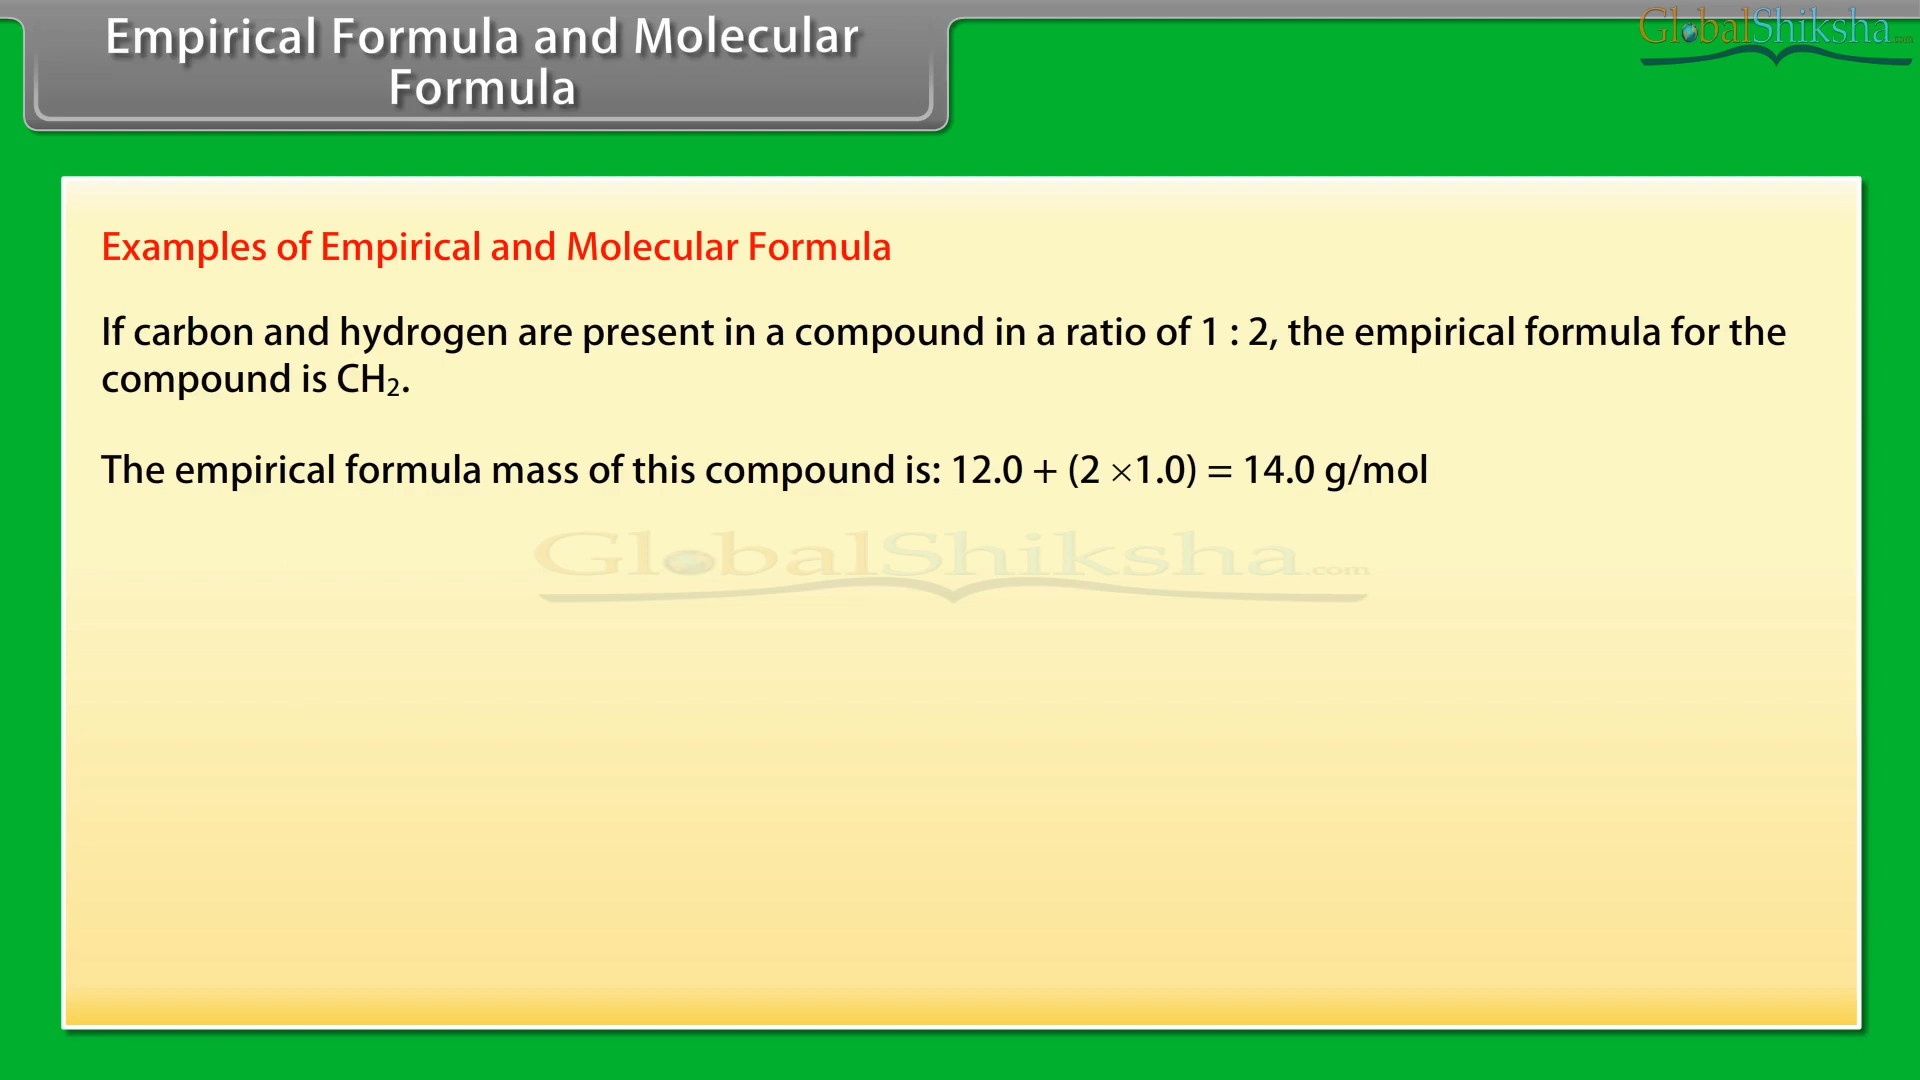 Empirical Formula and Molecular
Formula
GlobalShiksha.com
Examples of Empirical and Molecular Formula
If carbon and hydrogen are present in a compound in a ratio of 1 : 2, the empirical formula for the
compound is CH₂.
The empirical formula mass of this compound is: 12.0 + (2 ×1.0) = 14.0 g/mol
GlobalShiksha.com